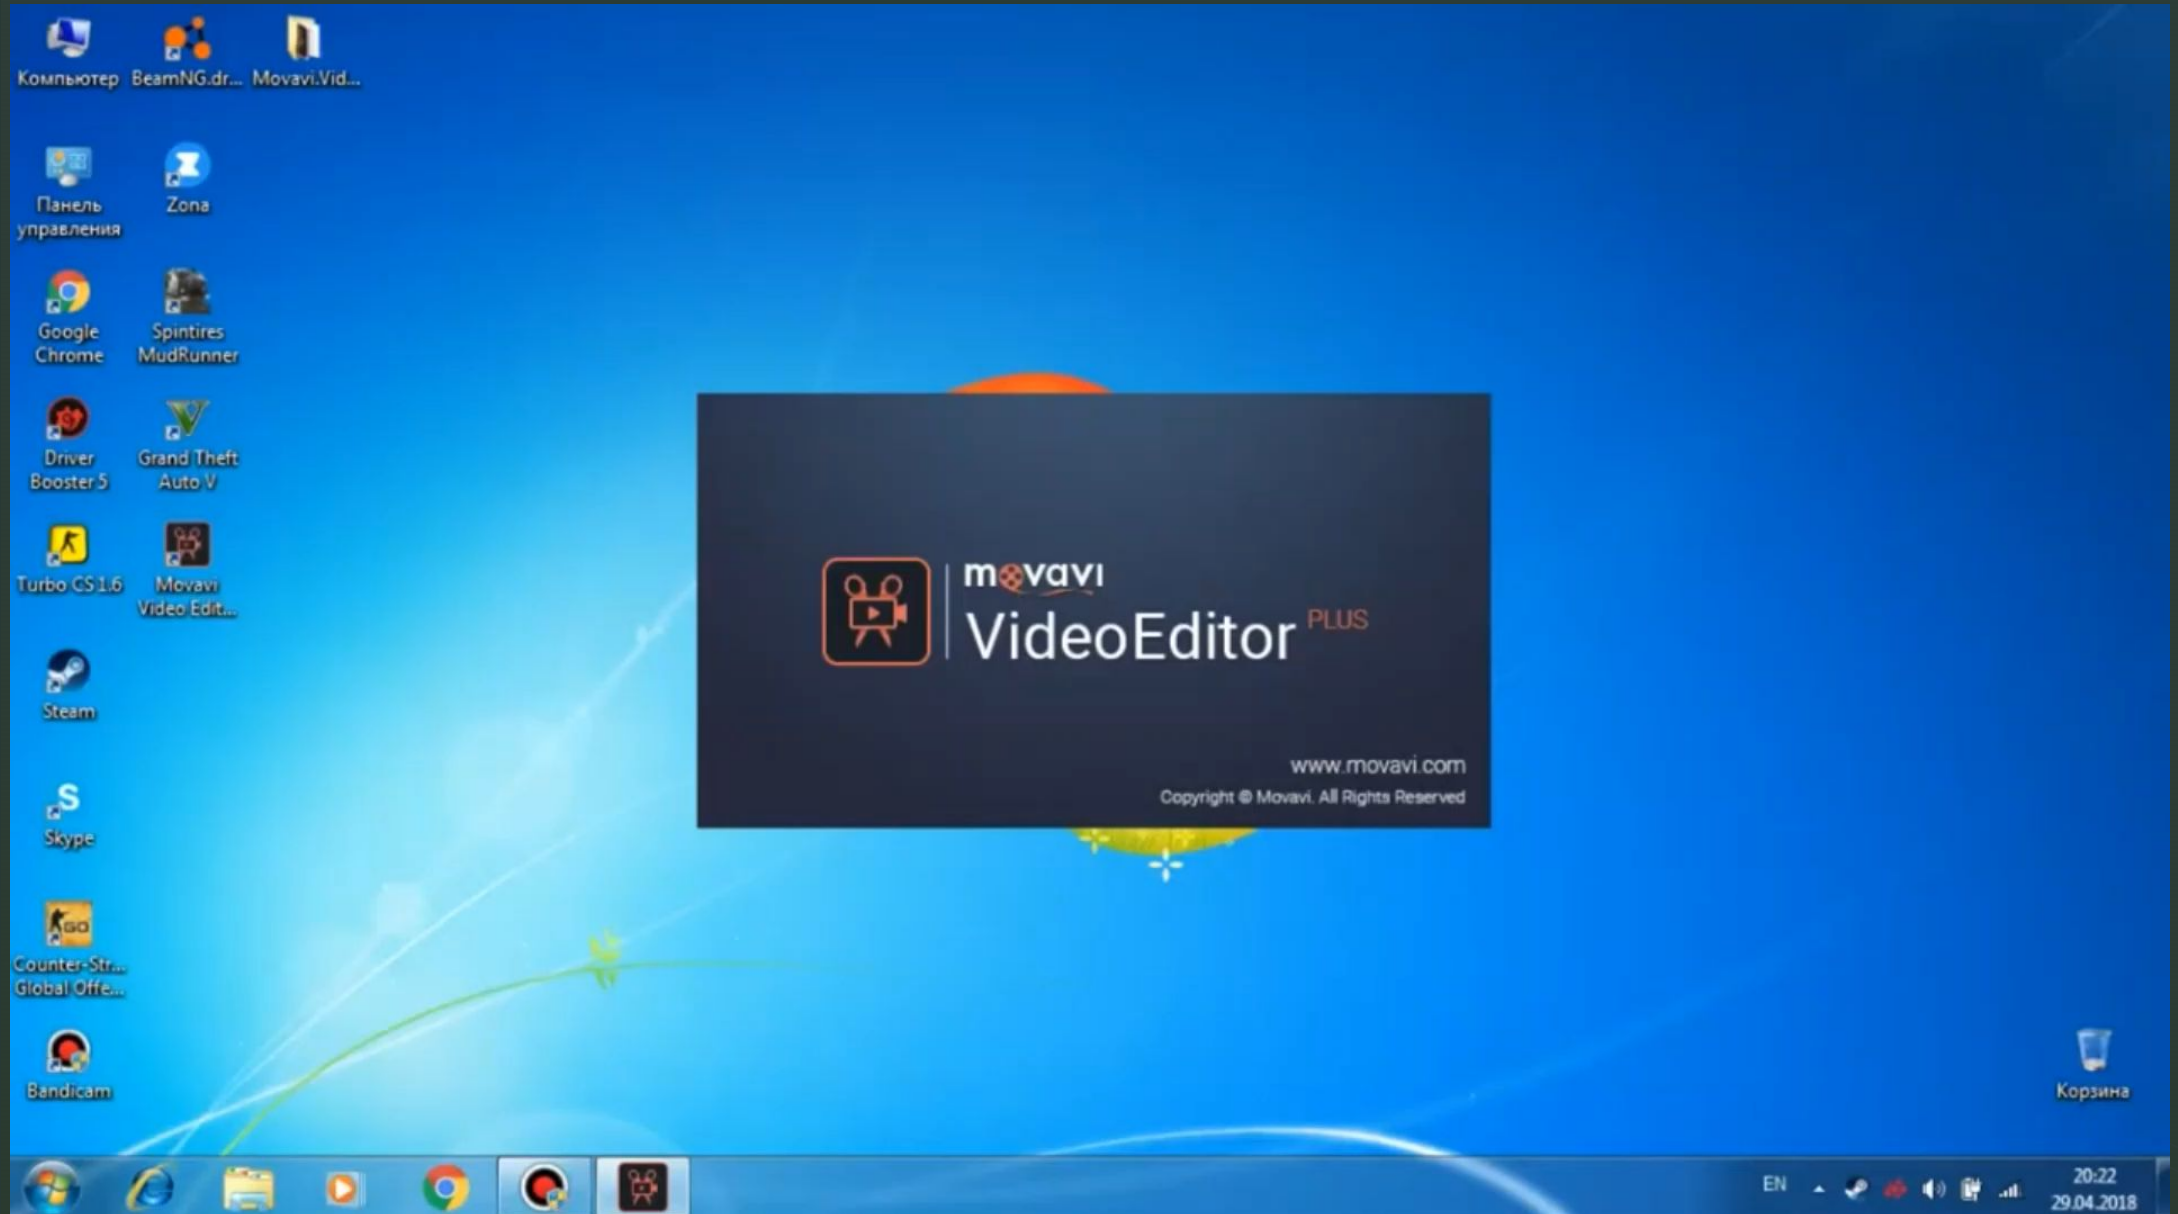 Компьютер
BeamNG.dr...
Movavi.Vid...
Панель
управления
Zona
Google
Chrome
Spintires
MudRunner
Driver
Booster 5
Grand Theft
Auto V
Turbo CS 1.6
Movavi
Video Edit...
Steam
S
Skype
GO
Counter-Str...
Global Offe...
Bandicam
movavi
VideoEditor PLUS
www.movavi.com
Copyright © Movavi. All Rights Reserved
Корзина
EN
20:22
29.04.2018